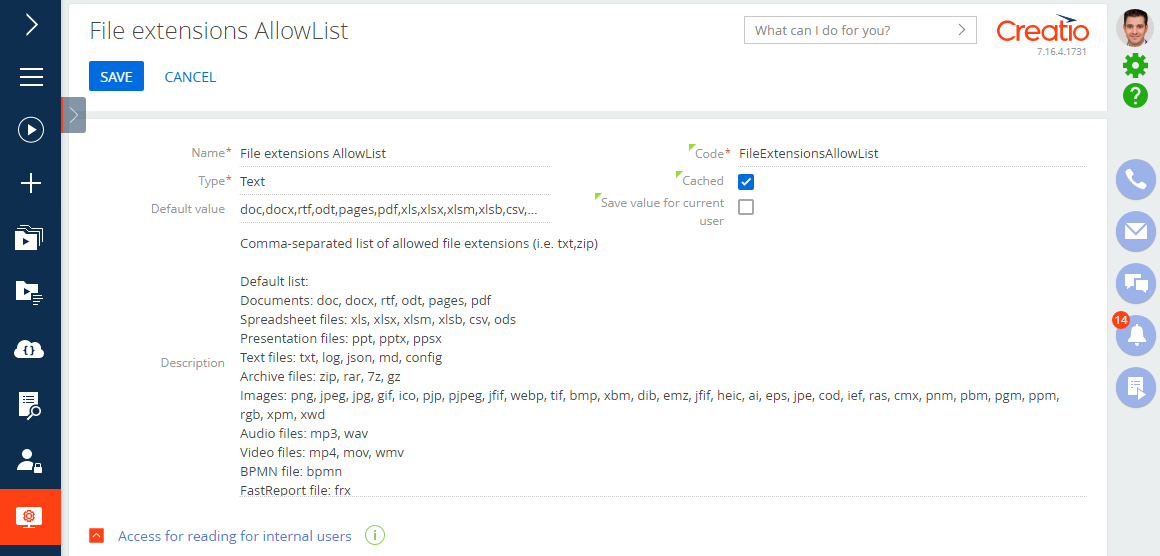 File extensions AllowList
What can I do for you?
Creatio
7.16.4.1731
SAVE
CANCEL
Name*
File extensions AllowList
Code*
FileExtensionsAllowList
Type*
Text
Cached
Default value
doc,docx,rtf,odt,pages,pdf,xls,xlsx,xlsm,xlsb,csv,...
Save value for current
user
Comma-separated list of allowed file extensions (i.e. txt,zip)
Default list:
Documents: doc, docx, rtf, odt, pages, pdf
Spreadsheet files: xls, xlsx, xlsm, xlsb, csv, ods
Presentation files: ppt, pptx, ppsx
Text files: txt, log, json, md, config
Description
Archive files: zip, rar, 7z, gz
Images: png, jpeg, jpg, gif, ico, pjp, pjpeg, jfif, webp, tif, bmp, xbm, dib, emz, jfif, heic, ai, eps, jpe, cod, ief, ras, cmx, pnm, pbm, pgm, ppm,
rgb, xpm, xwd
Audio files: mp3, wav
Video files: mp4, mov, wmv
BPMN file: bpmn
FastReport file: frx
Access for reading for internal users
i
?
14
{}